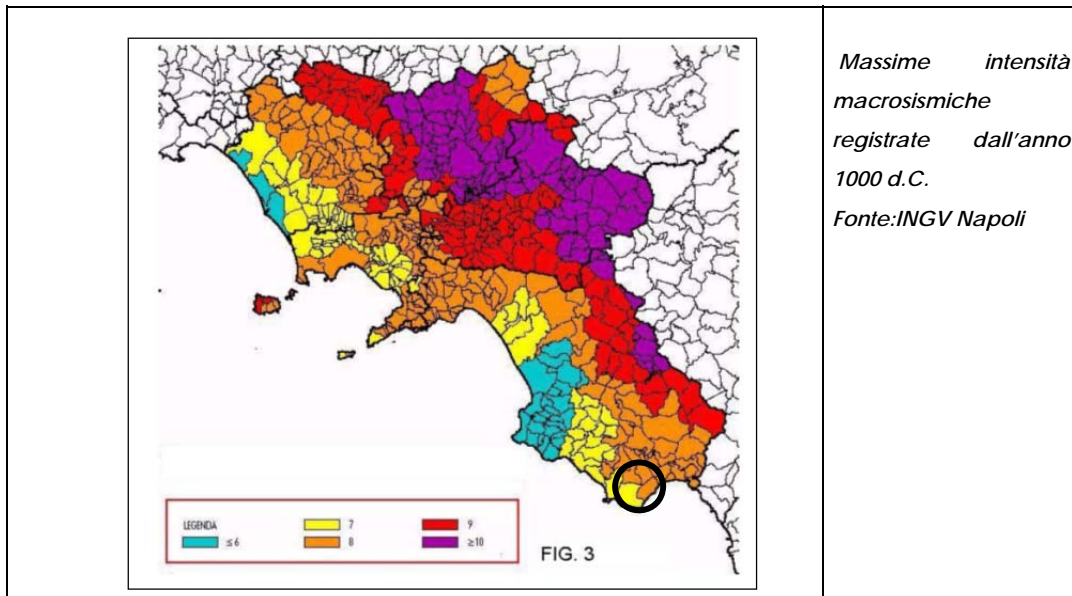 Massime intensità
macrosismiche
registrate dall'anno
1000 d.C.
Fonte:INGV Napoli
LEGENDA
≤6
7
8
9
≥10
FIG. 3